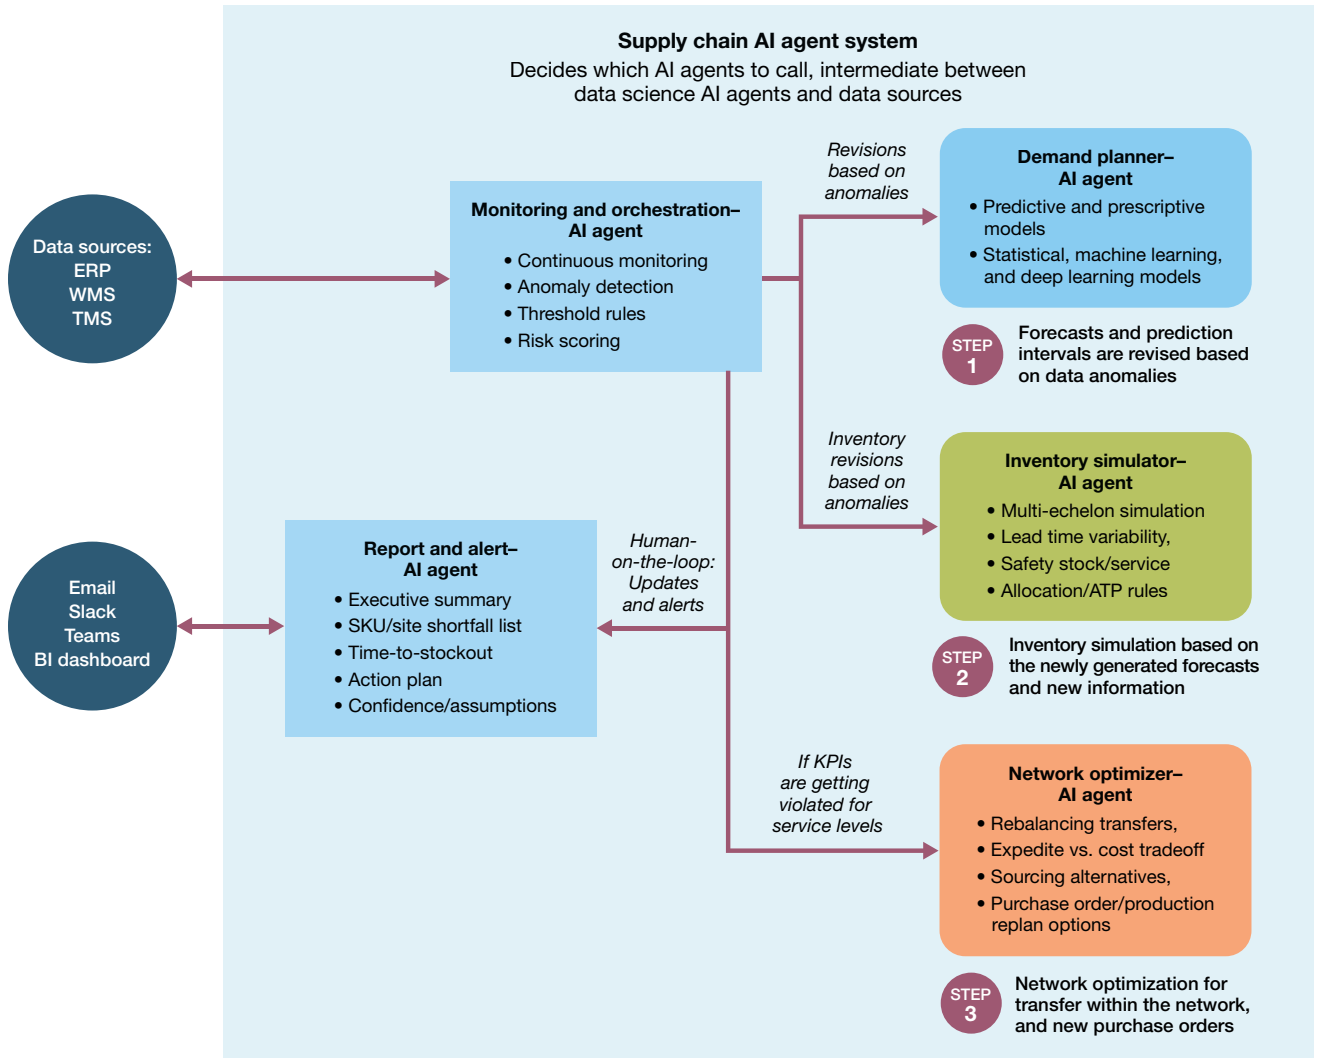 Supply chain AI agent system
Decides which AI agents to call, intermediate between
data science AI agents and data sources
Data sources:
ERP
WMS
TMS
Monitoring and orchestration–
AI agent
• Continuous monitoring
• Anomaly detection
• Threshold rules
• Risk scoring
Revisions
based on
anomalies
Demand planner–
AI agent
• Predictive and prescriptive
models
• Statistical, machine learning,
and deep learning models
STEP
1
Forecasts and prediction
intervals are revised based
on data anomalies
Inventory
revisions
based on
anomalies
Inventory simulator–
AI agent
• Multi-echelon simulation
• Lead time variability,
• Safety stock/service
• Allocation/ATP rules
STEP
2
Inventory simulation based on
the newly generated forecasts
and new information
Email
Slack
Teams
BI dashboard
Report and alert–
AI agent
• Executive summary
• SKU/site shortfall list
• Time-to-stockout
• Action plan
• Confidence/assumptions
Human-
on-the-loop:
Updates
and alerts
If KPIs
are getting
violated for
service levels
Network optimizer–
AI agent
• Rebalancing transfers,
• Expedite vs. cost tradeoff
• Sourcing alternatives,
• Purchase order/production
replan options
STEP
3
Network optimization for
transfer within the network,
and new purchase orders